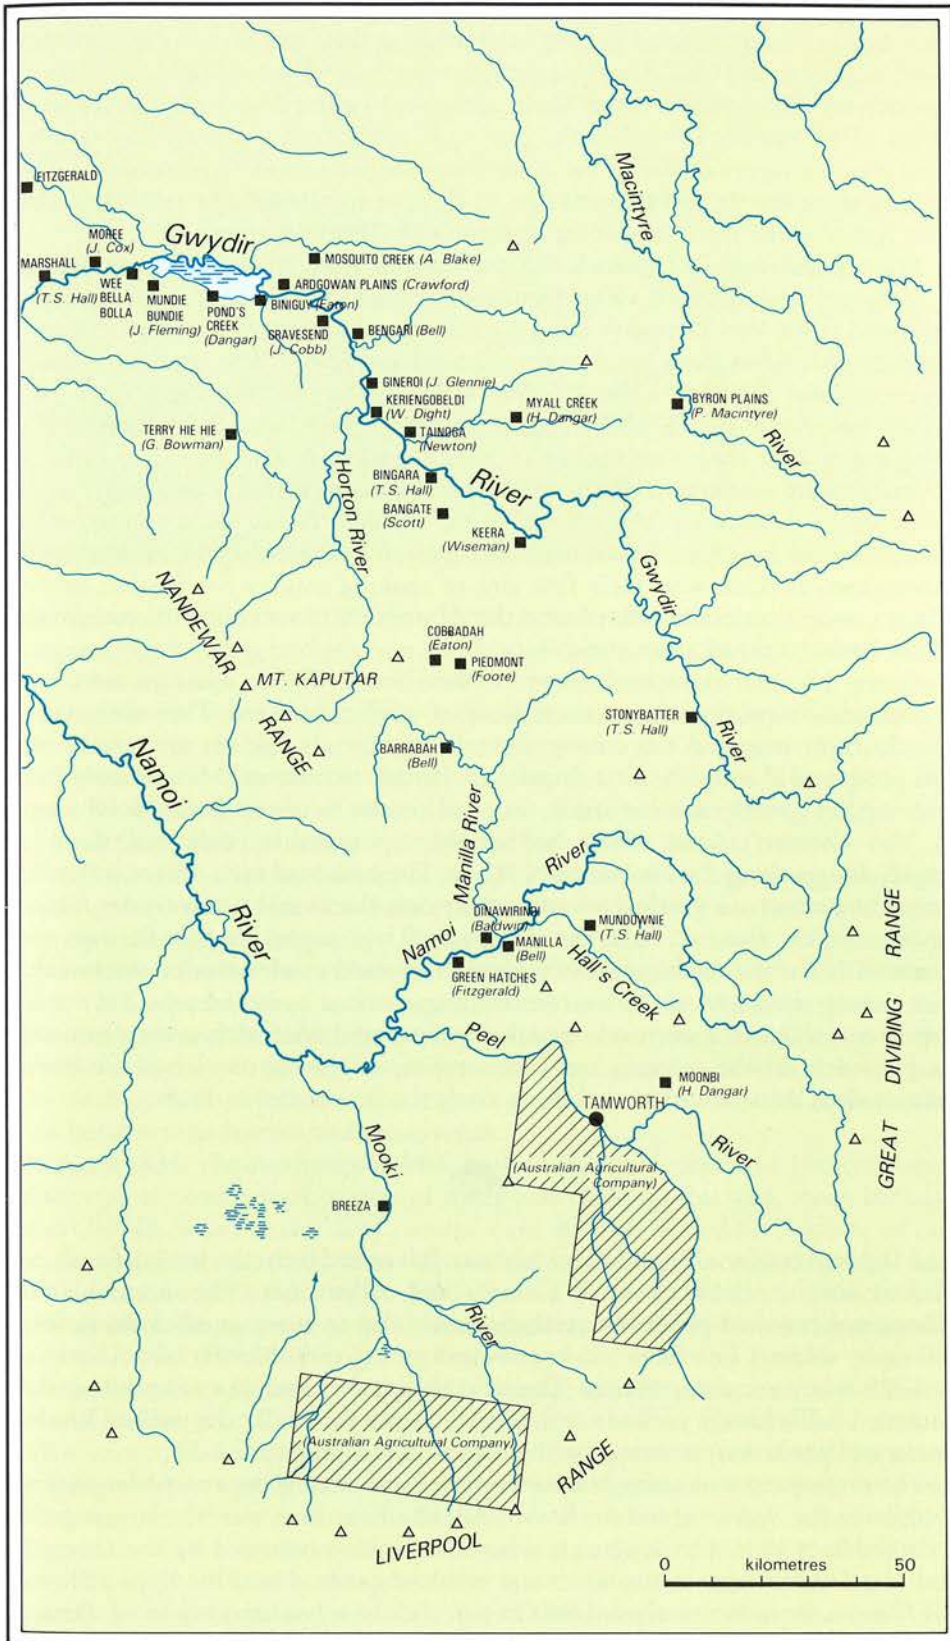 Macintyre
FITZGERALD
MOREE
(J. Cox)
Gwydir
MOSQUITO CREEK (A. Blake)
MARSHALL
(T.S. Hall)
WEE
BELLA
BOLLA
MUNDIE
BUNDIE
(J. Fleming)
POND'S
CREEK
(Dangar)
ARDGOWAN PLAINS (Crawford)
BINIGUY (Eaton)
GRAVESEND
(J. Cobb)
BENGARI (Bell)
GINEROI (J. Glennie)
KERIENGOBELDI
(W. Dight)
MYALL CREEK
(H. Dangar)
BYRON PLAINS
(P. Macintyre)
TERRY HIE HIE
(G. Bowman)
TAINOGA
(Newton)
River
Horton River
BINGARA
(T.S. Hall)
River
BANGATE
(Scott)
KEERA
(Wiseman)
Gwydir
NANDEWAR
COBBADAH
(Eaton)
PIEDMONT
(Foote)
MT. KAPUTAR
RANGE
STONYBATTER
(T.S. Hall)
River
Namoi
BARRABAH
(Bell)
Manilla River
River
River
DINAWIRINDI
(Baldwin)
MUNDOWNIE
(T.S. Hall)
Namoi
MANILLA
(Bell)
GREEN HATCHES
(Fitzgerald)
Hall's Creek
GREAT DIVIDING RANGE
Peel
MOONBI
(H. Dangar)
TAMWORTH
River
Mooki
(Australian Agricultural
Company)
BREEZA
River
(Australian Agricultural Company)
RANGE
LIVERPOOL
0 kilometres 50